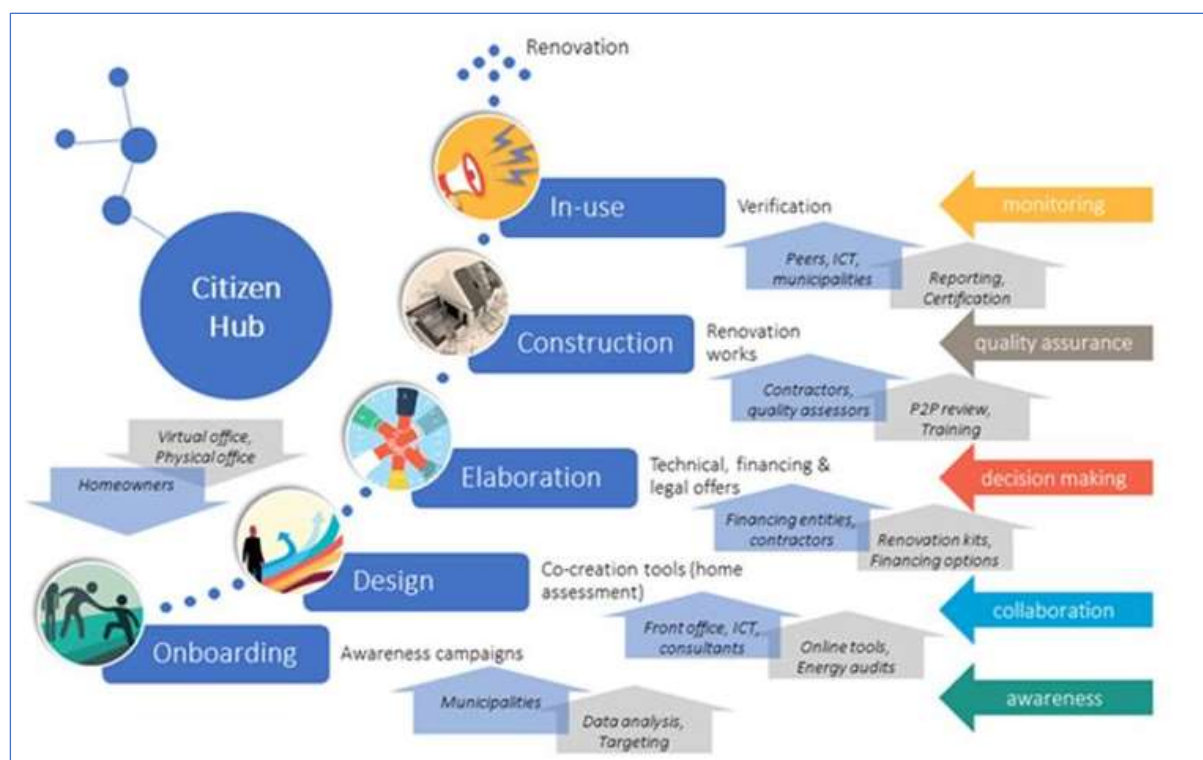 Renovation
In-use
Verification
monitoring
Peers, ICT,
municipalities
Reporting,
Certification
Citizen
Hub
Construction
Renovation
works
quality assurance
Contractors,
quality assessors
P2P review,
Training
Virtual office,
Physical office
Homeowners
Elaboration
Technical, financing &
legal offers
decision making
Financing entities,
contractors
Renovation kits,
Financing options
Design
Co-creation tools (home
assessment)
collaboration
Front office, ICT,
consultants
Online tools,
Energy audits
Onboarding
Awareness campaigns
awareness
Municipalities
Data analysis,
Targeting